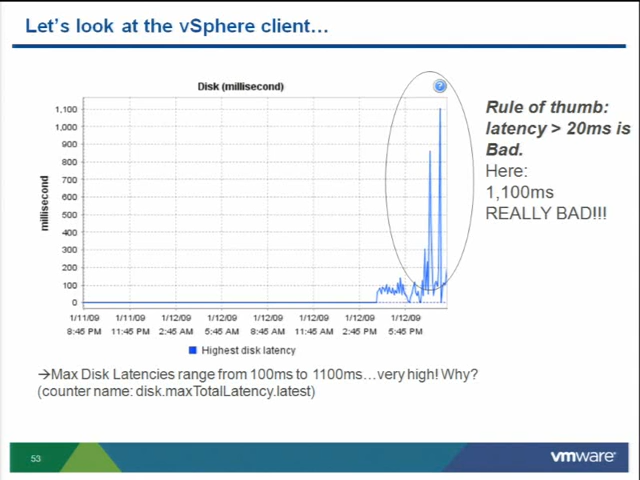 Let's look at the vSphere client…
Disk (millisecond)
?
Rule of thumb:
latency > 20ms is
Bad.
Here:
1,100ms
REALLY BAD!!!
millisecond
1,100
1,000
900
800
700
600
500
400
300
200
100
0
1/11/09 1/11/09 1/12/09 1/12/09 1/12/09 1/12/09 1/12/09 1/12/09
8:45 PM 11:45 PM 2:45 AM 5:45 AM 8:45 AM 11:45 AM 2:45 PM 5:45 PM
Highest disk latency
→Max Disk Latencies range from 100ms to 1100ms…very high! Why?
(counter name: disk.maxTotalLatency.latest)
53
vmware®